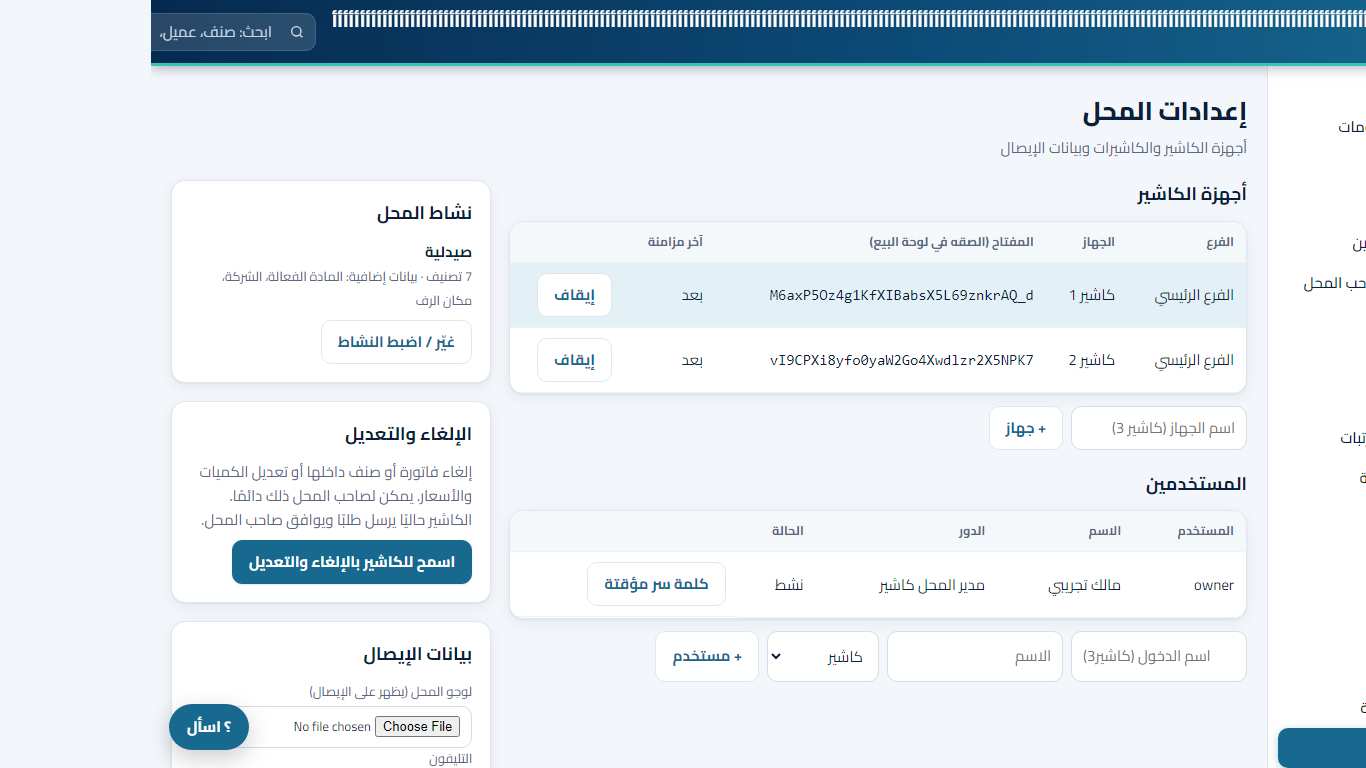 ابحث: صنف، عميل،
إعدادات المحل
أجهزة الكاشير والكاشيرات وبيانات الإيصال
أجهزة الكاشير
الفرع الجهاز المفتاح (الصقه في لوحة البيع) آخر مزامنة
الفرع الرئيسي كاشير 1 M6axP5Oz4g1KfXIBabsX5L69znkrAQ_d بعد إيقاف
الفرع الرئيسي كاشير 2 vI9CPXi8yfo0yaW2Go4Xwd1zr2X5NPK7 بعد إيقاف
اسم الجهاز (كاشير 3) + جهاز
المستخدمين
المستخدم الاسم الدور الحالة
owner مالك تجريبي مدير المحل كاشير نشط كلمة سر مؤقتة
اسم الدخول (كاشير3) الاسم كاشير + مستخدم
نشاط المحل
صيدلية
7 تصنيف · بيانات إضافية: المادة الفعالة، الشركة،
مكان الرف
غيّر / اضبط النشاط
الإلغاء والتعديل
إلغاء فاتورة أو صنف داخلها أو تعديل الكميات
والأسعار. يمكن لصاحب المحل ذلك دائمًا.
الكاشير حاليًا يرسل طلبًا ويوافق صاحب المحل.
اسمح للكاشير بالإلغاء والتعديل
بيانات الإيصال
لوجو المحل (يظهر على الإيصال)
Choose File No file chosen
التليفون
؟ اسأل